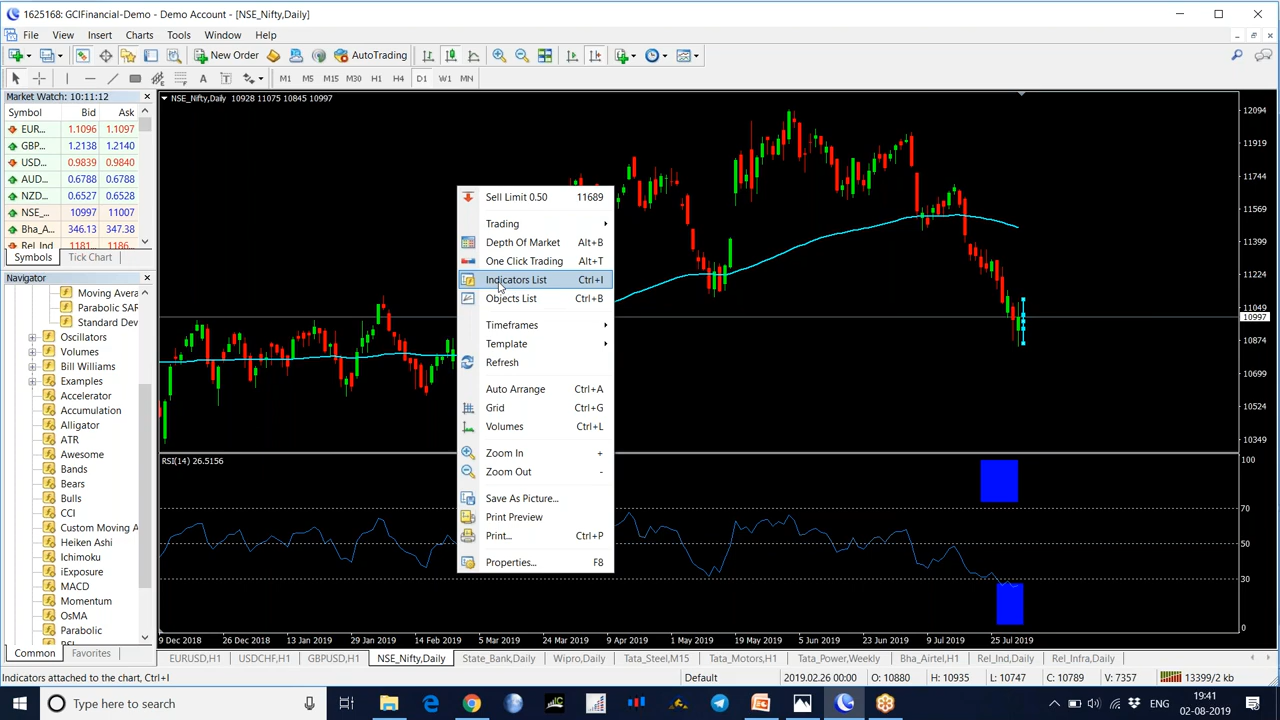 1625168: GCIFinancial-Demo - Demo Account - [NSE_Nifty,Daily]
File View Insert Charts Tools Window Help
New Order AutoTrading
A T M1 M5 M15 M30 H1 H4 D1 W1 MN
Market Watch: 10:11:12
Symbol Bid Ask
EUR... 1.1096 1.1097
GBP... 1.2138 1.2140
USD... 0.9839 0.9840
AUD... 0.6788 0.6788
NZD... 0.6527 0.6528
NSE_... 10997 11007
Bha_A... 346.13 347.38
Rel_Ind 1181... 
Symbols Tick Chart
Navigator
Moving Avera
Parabolic SAR
Standard Dev
Oscillators
Volumes
Bill Williams
Examples
Accelerator
Accumulation
Alligator
ATR
Awesome
Bands
Bears
Bulls
CCI
Custom Moving A
Heiken Ashi
Ichimoku
iExposure
MACD
Momentum
OsMA
Parabolic
Common Favorites
NSE_Nifty,Daily 10928 11075 10845 10997
12094
11919
11744
11569
11399
11224
11049
10997
10874
10699
10524
10349
Sell Limit 0.50 11689
Trading
Depth Of Market Alt+B
One Click Trading Alt+T
Indicators List Ctrl+I
Objects List Ctrl+B
Timeframes
Template
Refresh
Auto Arrange Ctrl+A
Grid Ctrl+G
Volumes Ctrl+L
Zoom In +
Zoom Out -
Save As Picture...
Print Preview
Print... Ctrl+P
Properties... F8
RSI(14) 26.5156
100
70
50
30
0
9 Dec 2018 26 Dec 2018 13 Jan 2019 29 Jan 2019 14 Feb 2019 5 Mar 2019 24 Mar 2019 9 Apr 2019 1 May 2019 19 May 2019 5 Jun 2019 23 Jun 2019 9 Jul 2019 25 Jul 2019
EURUSD,H1 USDCHF,H1 GBPUSD,H1 NSE_Nifty,Daily State_Bank,Daily Wipro,Daily Tata_Steel,M15 Tata_Motors,H1 Tata_Power,Weekly Bha_Airtel,H1 Rel_Ind,Daily Rel_Infra,Daily
Indicators attached to the chart, Ctrl+I Default 2019.02.26 00:00 O: 10880 H: 10935 L: 10747 C: 10789 V: 7357 13399/2 kb
Type here to search
ENG
19:41
02-08-2019